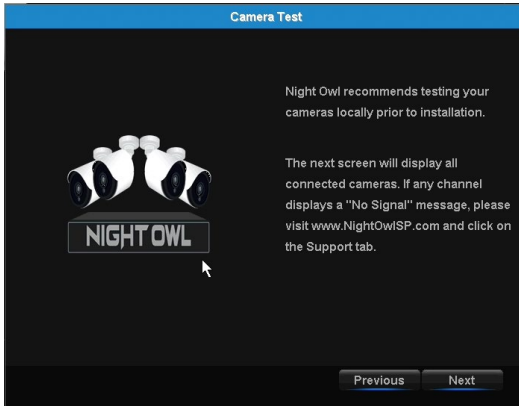 Camera Test
Night Owl recommends testing your
cameras locally prior to installation.
The next screen will display all
connected cameras. If any channel
displays a "No Signal" message, please
visit www.NightOwlSP.com and click on
the Support tab.
NIGHT OWL
Previous
Next